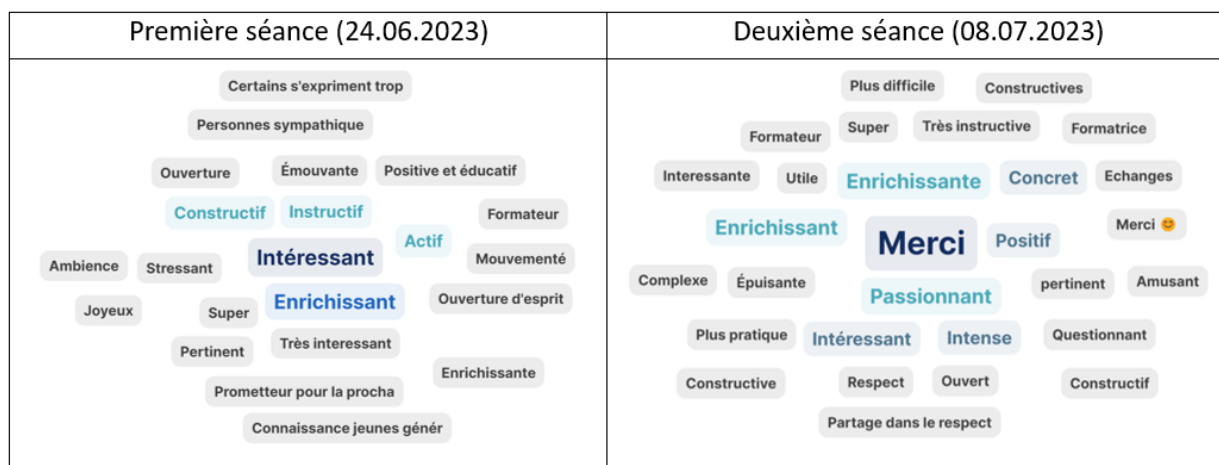 Première séance (24.06.2023)
Certains s'expriment trop
Personnes sympathique
Ouverture
Émouvante
Positive et éducatif
Constructif
Instructif
Formateur
Actif
Intéressant
Mouvementé
Ambience
Stressant
Enrichissant
Ouverture d'esprit
Joyeux
Super
Pertinent
Très interessant
Enrichissante
Prometteur pour la procha
Connaissance jeunes génér
Deuxième séance (08.07.2023)
Plus difficile
Constructives
Formateur
Super
Très instructive
Formatrice
Interessante
Utile
Enrichissante
Concret
Echanges
Enrichissant
Merci
Positif
Merci 😊
Complexe
Épuisante
Passionnant
pertinent
Amusant
Plus pratique
Intéressant
Intense
Questionnant
Constructive
Respect
Ouvert
Constructif
Partage dans le respect